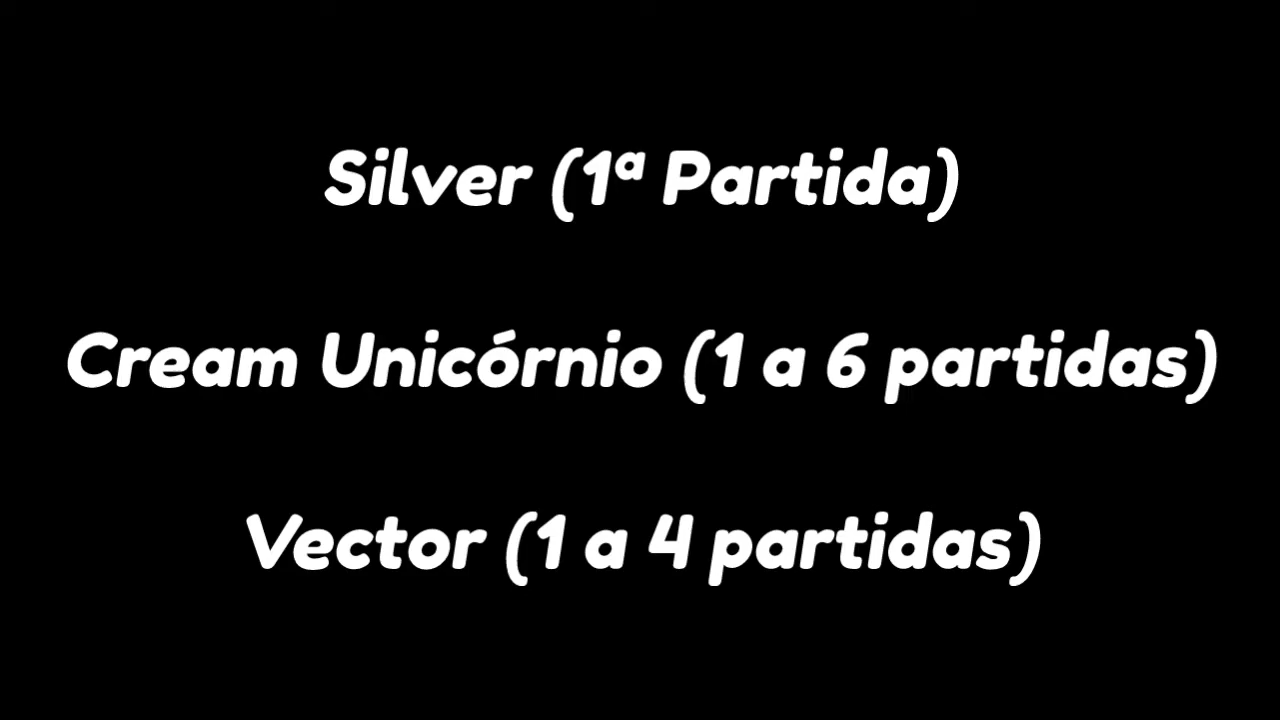 Silver (1ª Partida)
Cream Unicórnio (1 a 6 partidas)
Vector (1 a 4 partidas)